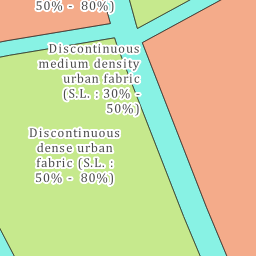 50% - 80%)
Discontinuous
medium density
urban fabric
(S.L. : 30% -
50%)
Discontinuous
dense urban
fabric (S.L. :
50% - 80%)